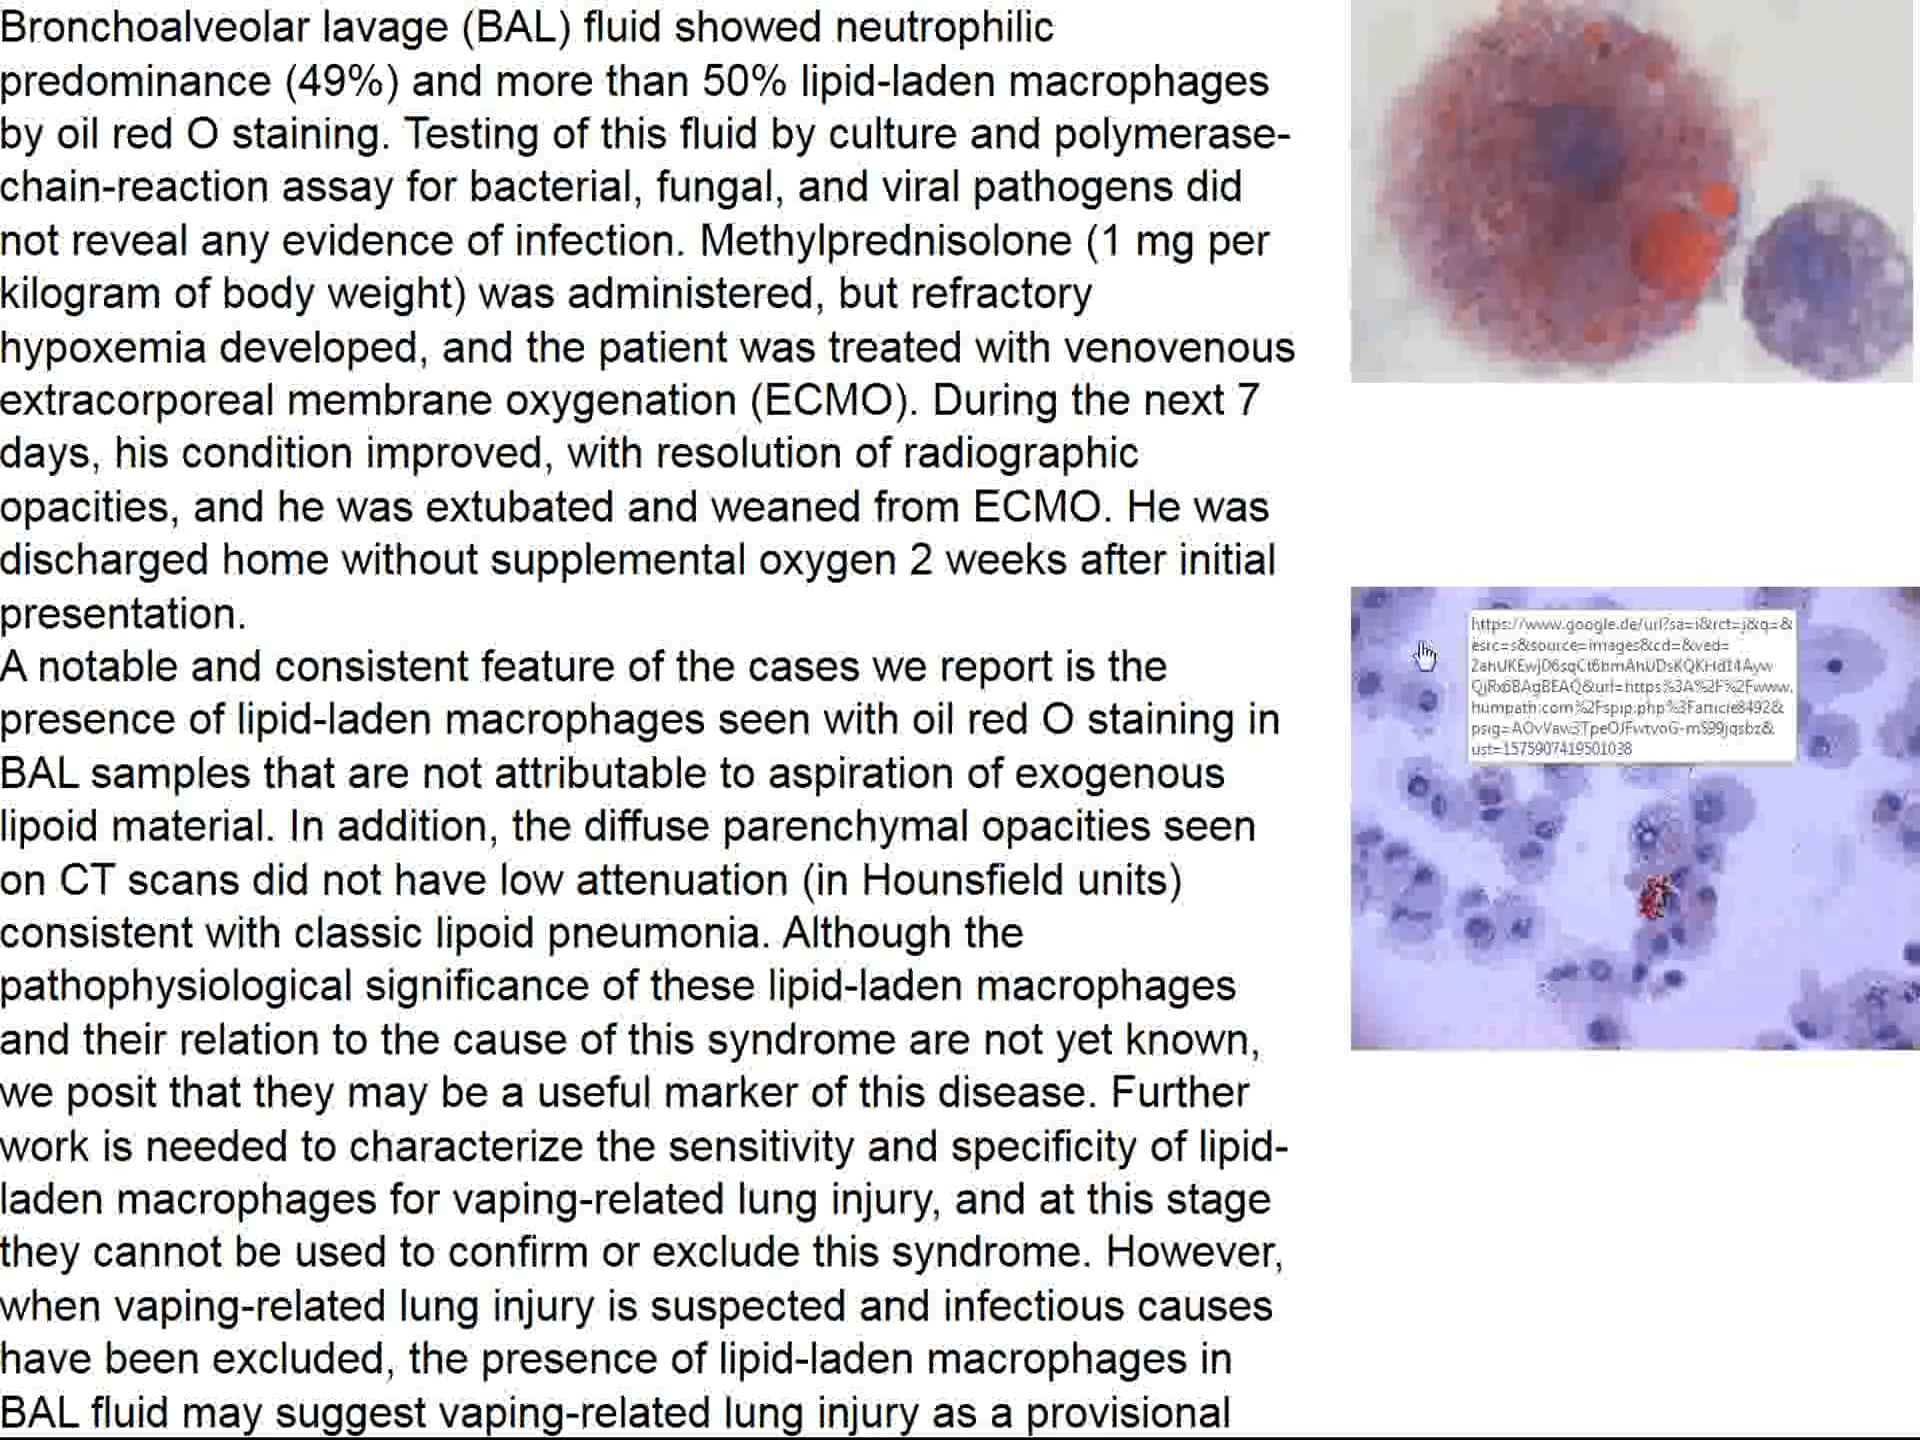 Bronchoalveolar lavage (BAL) fluid showed neutrophilic
predominance (49%) and more than 50% lipid-laden macrophages
by oil red O staining. Testing of this fluid by culture and polymerase-
chain-reaction assay for bacterial, fungal, and viral pathogens did
not reveal any evidence of infection. Methylprednisolone (1 mg per
kilogram of body weight) was administered, but refractory
hypoxemia developed, and the patient was treated with venovenous
extracorporeal membrane oxygenation (ECMO). During the next 7
days, his condition improved, with resolution of radiographic
opacities, and he was extubated and weaned from ECMO. He was
discharged home without supplemental oxygen 2 weeks after initial
presentation.
A notable and consistent feature of the cases we report is the
presence of lipid-laden macrophages seen with oil red O staining in
BAL samples that are not attributable to aspiration of exogenous
lipoid material. In addition, the diffuse parenchymal opacities seen
on CT scans did not have low attenuation (in Hounsfield units)
consistent with classic lipoid pneumonia. Although the
pathophysiological significance of these lipid-laden macrophages
and their relation to the cause of this syndrome are not yet known,
we posit that they may be a useful marker of this disease. Further
work is needed to characterize the sensitivity and specificity of lipid-
laden macrophages for vaping-related lung injury, and at this stage
they cannot be used to confirm or exclude this syndrome. However,
when vaping-related lung injury is suspected and infectious causes
have been excluded, the presence of lipid-laden macrophages in
BAL fluid may suggest vaping-related lung injury as a provisional
https://www.google.de/url?sa=i&rct=j&q=&
esrc=s&source=images&cd=&ved=
humpath.com%2Fspip.php%3Farticle8492&
ust=1575907419501038